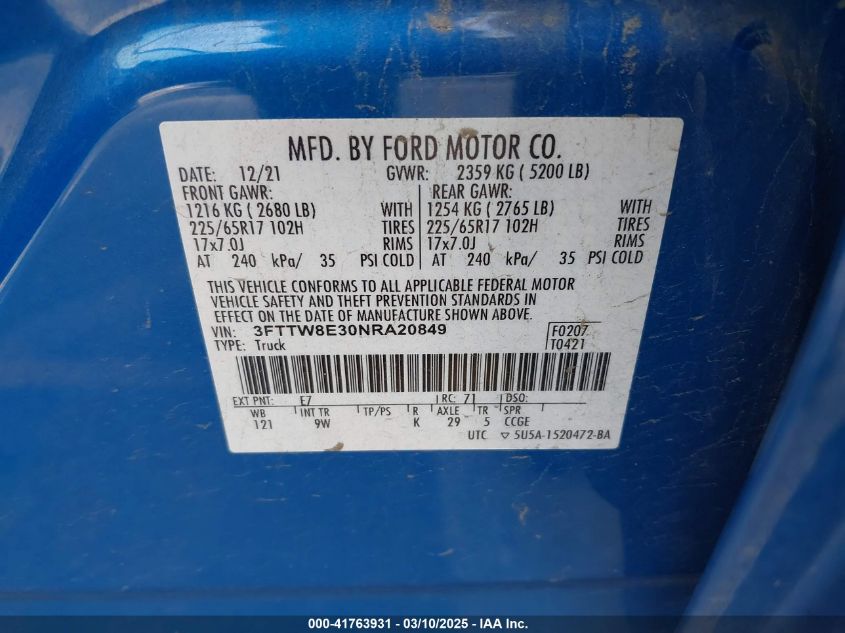 MFD. BY FORD MOTOR CO.
DATE: 12/21 GVWR: 2359 KG ( 5200 LB)
FRONT GAWR: REAR GAWR:
1216 KG ( 2680 LB) WITH 1254 KG ( 2765 LB) WITH
225/65R17 102H TIRES 225/65R17 102H TIRES
17x7.0J RIMS 17x7.0J RIMS
AT 240 kPa/ 35 PSI COLD AT 240 kPa/ 35 PSI COLD
THIS VEHICLE CONFORMS TO ALL APPLICABLE FEDERAL MOTOR
VEHICLE SAFETY AND THEFT PREVENTION STANDARDS IN
EFFECT ON THE DATE OF MANUFACTURE SHOWN ABOVE.
VIN: 3FTTW8E30NRA20849 F0207
TYPE: Truck T0421
EXT PNT: E7 RC: 71 DSO:
WB INT TR TP/PS R AXLE TR SPR
121 9W K 29 5 CCGE
UTC ▽ 5U5A-1520472-BA
000-41763931 - 03/10/2025 - IAA Inc.